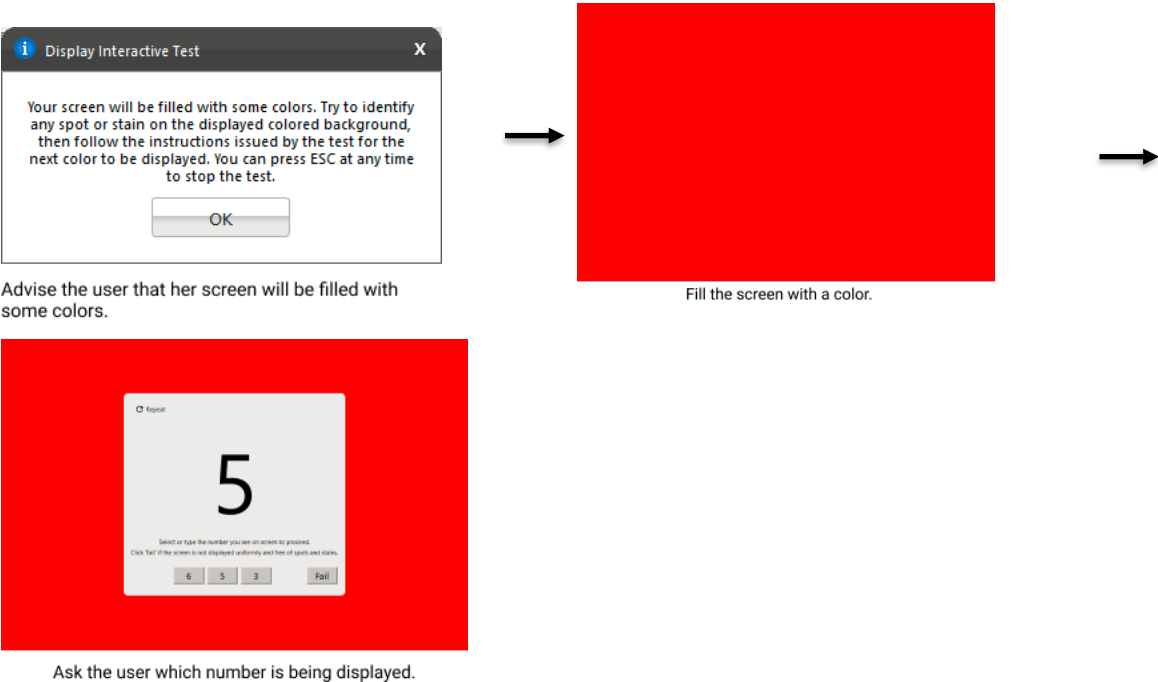 Display Interactive Test
X
Your screen will be filled with some colors. Try to identify
any spot or stain on the displayed colored background,
then follow the instructions issued by the test for the
next color to be displayed. You can press ESC at any time
to stop the test.
OK
Advise the user that her screen will be filled with
some colors.
Fill the screen with a color.
Repeat
5
Select or type the number you see on screen to proceed.
Click 'Fail' if the screen is not displayed uniformly and free of spots and stains.
6 5 3 Fail
Ask the user which number is being displayed.